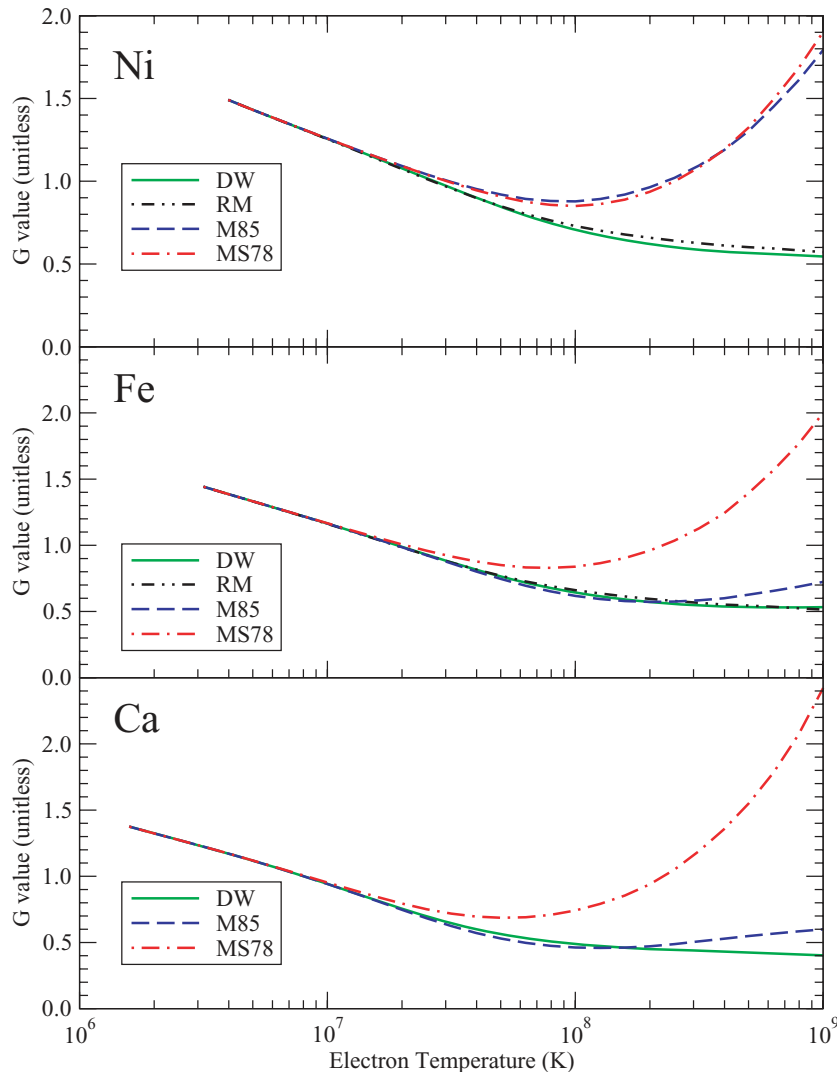 Ni
G value (unitless)
2.0
1.5
1.0
0.5
0.0
DW
RM
M85
MS78
Fe
G value (unitless)
2.0
1.5
1.0
0.5
0.0
DW
RM
M85
MS78
Ca
G value (unitless)
2.0
1.5
1.0
0.5
0.0
DW
M85
MS78
10⁶ 10⁷ 10⁸ 10⁹
Electron Temperature (K)